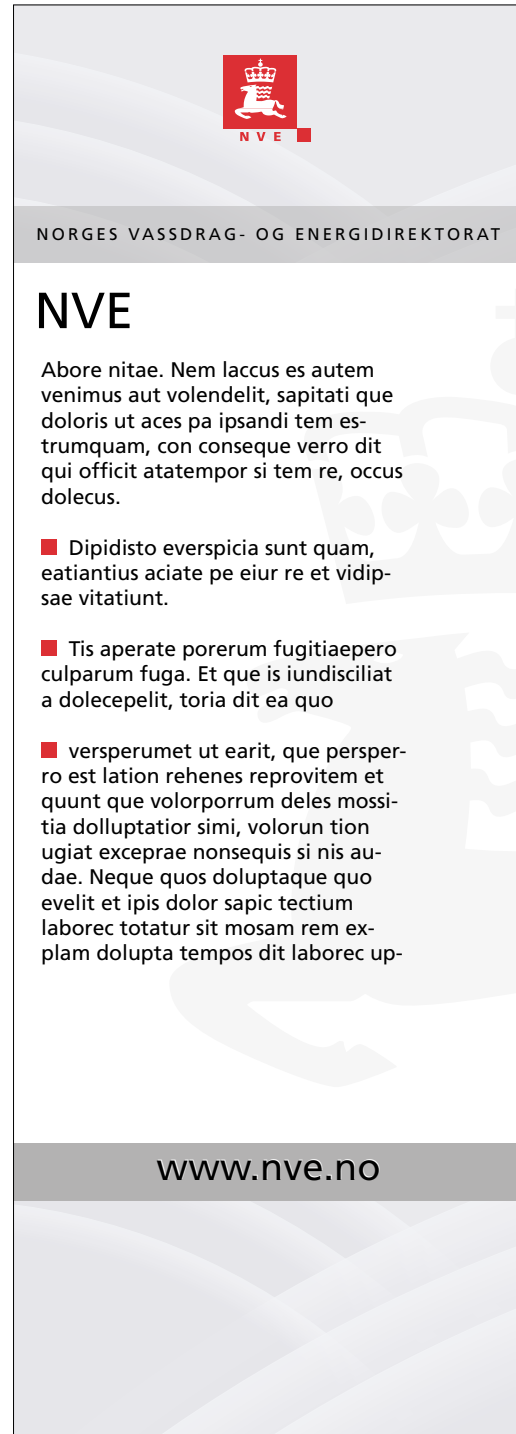 NVE
NORGES VASSDRAG- OG ENERGIDIREKTORAT
NVE
Abore nitae. Nem laccus es autem
venimus aut volendelit, sapitati que
doloris ut aces pa ipsandi tem es-
trumquam, con conseque verro dit
qui officit atatempor si tem re, occus
dolecus.
Dipidisto everspicia sunt quam,
eatiantius aciate pe eiur re et vidip-
sae vitatiunt.
Tis aperate porerum fugitiaepero
culparum fuga. Et que is iundisciliat
a dolecepelit, toria dit ea quo
versperumet ut earit, que persper-
ro est lation rehenes reprovitem et
quunt que volorporrum deles mossi-
tia dolluptatior simi, volorun tion
ugiat exceprae nonsequis si nis au-
dae. Neque quos doluptaque quo
evelit et ipis dolor sapic tectium
laborec totatur sit mosam rem ex-
plam dolupta tempos dit laborec up-
www.nve.no